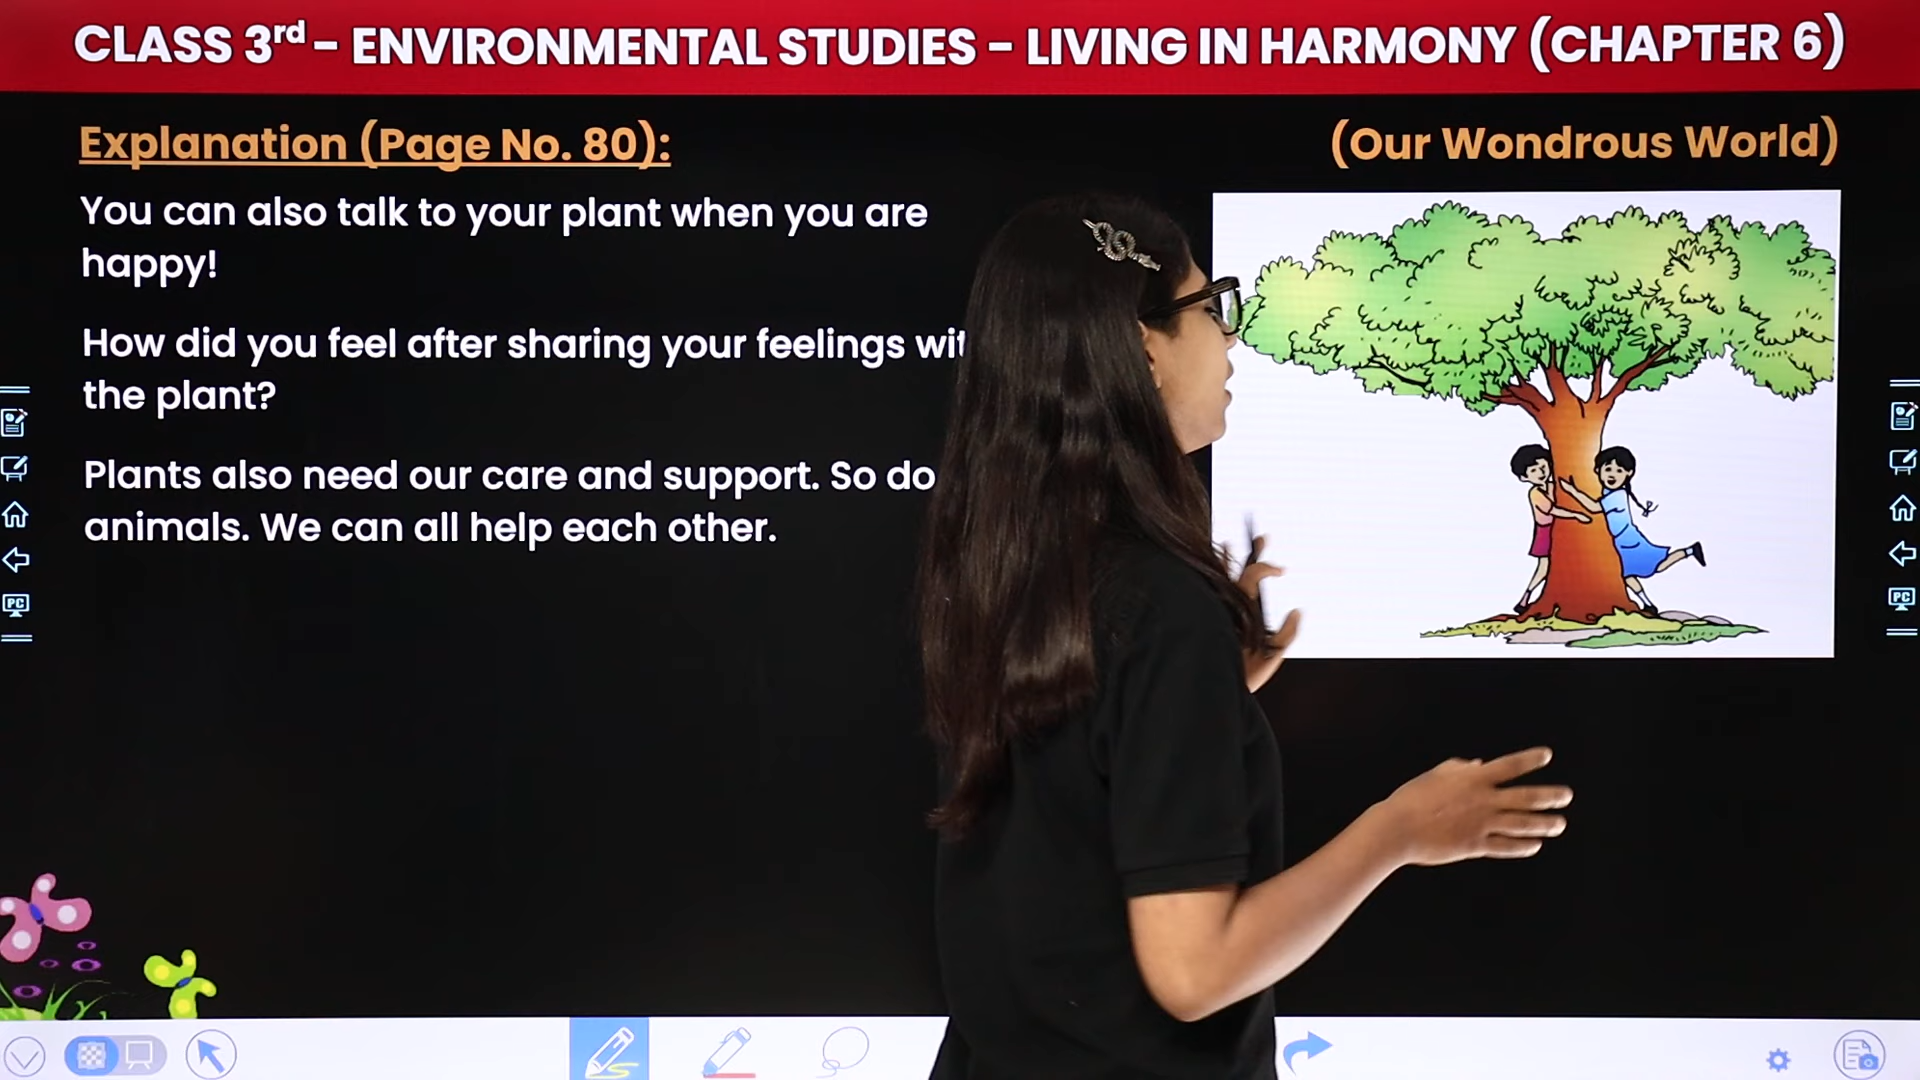 CLASS 3rd - ENVIRONMENTAL STUDIES - LIVING IN HARMONY (CHAPTER 6)
Explanation (Page No. 80):
(Our Wondrous World)
You can also talk to your plant when you are
happy!
How did you feel after sharing your feelings
the plant?
Plants also need our care and support. So do
animals. We can all help each other.
PC
PC